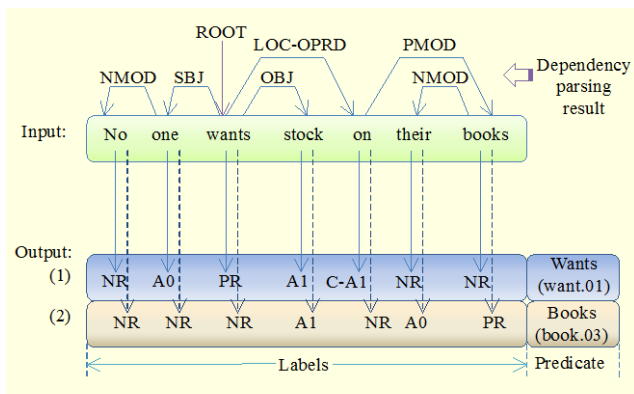 ROOT
LOC-OPRD PMOD
NMOD SBJ OBJ NMOD
Dependency
parsing
result
Input: No one wants stock on their books
Output:
(1) NR A0 PR A1 C-A1 NR NR
Wants
(want.01)
(2) NR NR NR A1 NR A0 PR
Books
(book.03)
Labels Predicate